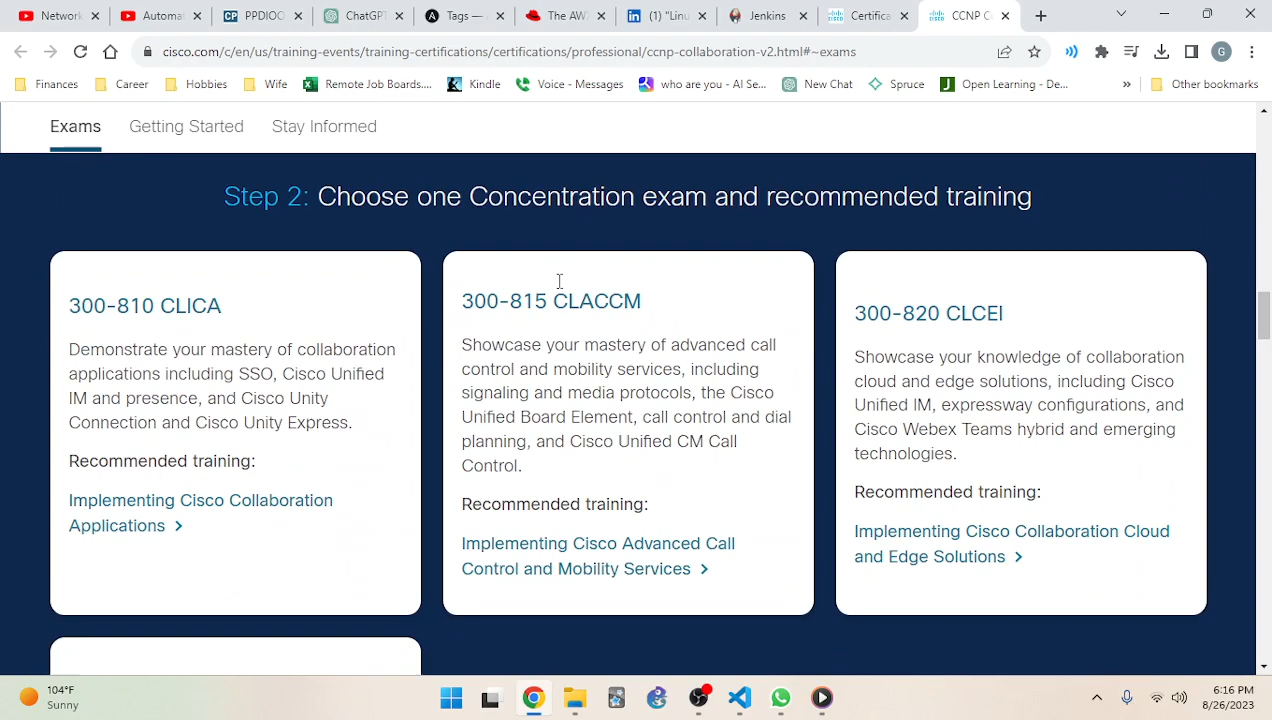 Network
Automat
PPDIOO
ChatGPT
Tags —
The AW
(1) "Linu
Jenkins
Certifica
CCNP C
cisco.com/c/en/us/training-events/training-certifications/certifications/professional/ccnp-collaboration-v2.html#~exams
G
Finances
Career
Hobbies
Wife
Remote Job Boards....
Kindle
Voice - Messages
who are you - AI Se...
New Chat
Spruce
Open Learning - De...
»
Other bookmarks
Exams
Getting Started
Stay Informed
Step 2: Choose one Concentration exam and recommended training
300-810 CLICA
Demonstrate your mastery of collaboration
applications including SSO, Cisco Unified
IM and presence, and Cisco Unity
Connection and Cisco Unity Express.
Recommended training:
Implementing Cisco Collaboration
Applications >
300-815 CLACCM
Showcase your mastery of advanced call
control and mobility services, including
signaling and media protocols, the Cisco
Unified Board Element, call control and dial
planning, and Cisco Unified CM Call
Control.
Recommended training:
Implementing Cisco Advanced Call
Control and Mobility Services >
300-820 CLCEI
Showcase your knowledge of collaboration
cloud and edge solutions, including Cisco
Unified IM, expressway configurations, and
Cisco Webex Teams hybrid and emerging
technologies.
Recommended training:
Implementing Cisco Collaboration Cloud
and Edge Solutions >
104°F
Sunny
6:16 PM
8/26/2023